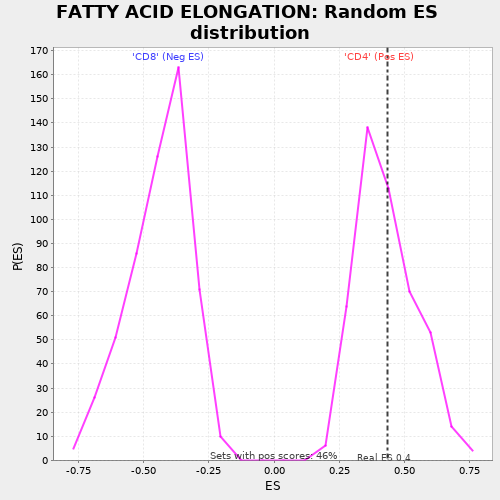 FATTY ACID ELONGATION: Random ES
distribution
'CD8' (Neg ES)
'CD4' (Pos ES)
P(ES)
170
160
150
140
130
120
110
100
90
80
70
60
50
40
30
20
10
0
Sets with pos scores: 46%
Real ES 0.4
-0.75 -0.50 -0.25 0.00 0.25 0.50 0.75
ES